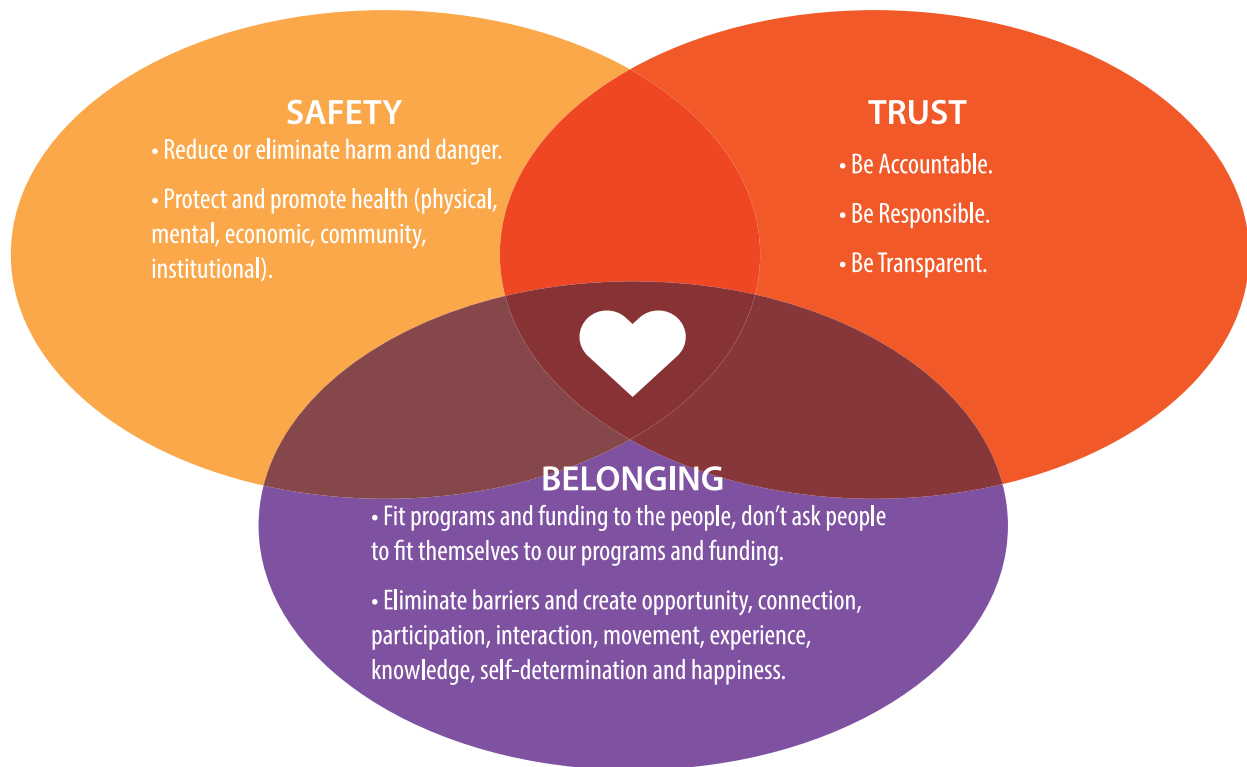 SAFETY
• Reduce or eliminate harm and danger.
• Protect and promote health (physical,
mental, economic, community,
institutional).
TRUST
• Be Accountable.
• Be Responsible.
• Be Transparent.
BELONGING
• Fit programs and funding to the people, don’t ask people
to fit themselves to our programs and funding.
• Eliminate barriers and create opportunity, connection,
participation, interaction, movement, experience,
knowledge, self-determination and happiness.